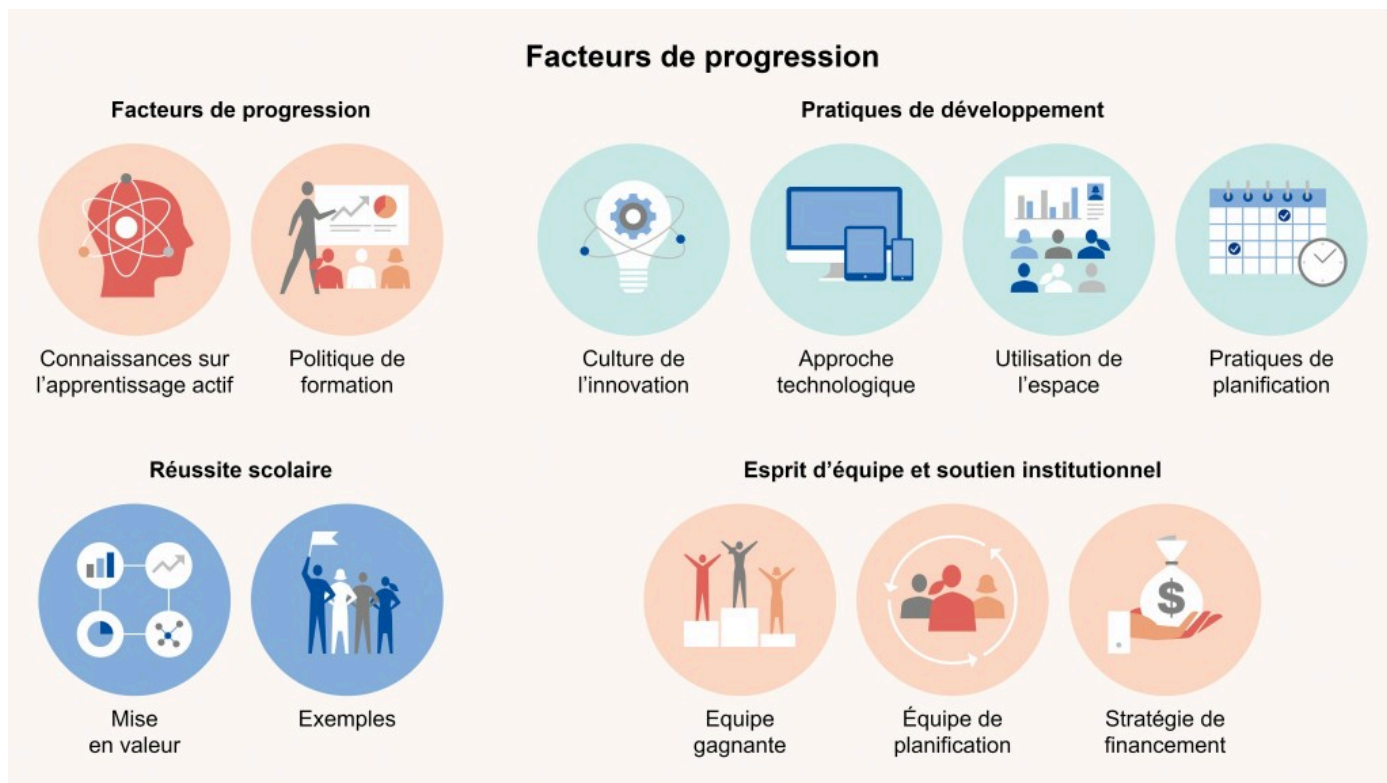 Facteurs de progression
Facteurs de progression
Pratiques de développement
Connaissances sur
l'apprentissage actif
Politique de
formation
Culture de
l'innovation
Approche
technologique
Utilisation de
l'espace
Pratiques de
planification
Réussite scolaire
Esprit d'équipe et soutien institutionnel
$
Mise
en valeur
Exemples
Equipe
gagnante
Équipe de
planification
Stratégie de
financement